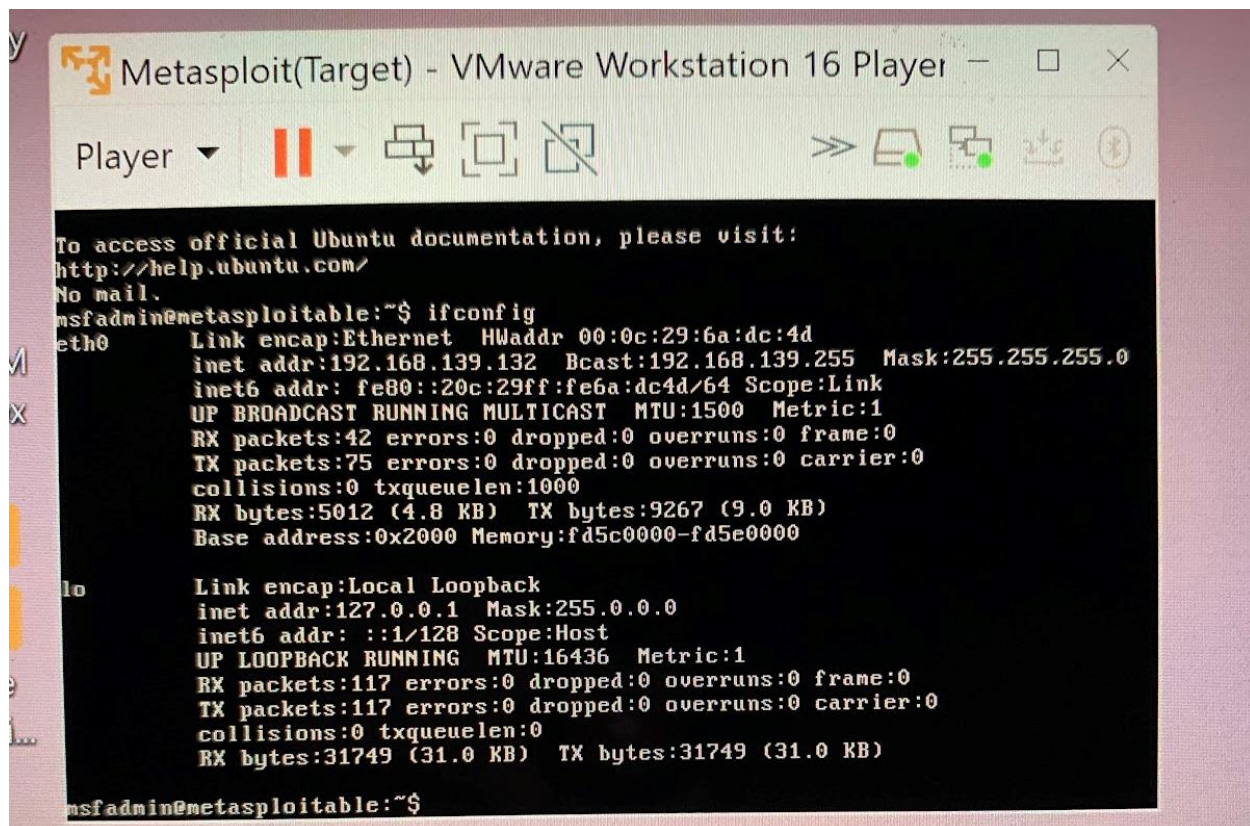 y
Metasploit(Target) - VMware Workstation 16 Player
Player
To access official Ubuntu documentation, please visit:
http://help.ubuntu.com/
No mail.
msfadmin@metasploitable:~$ ifconfig
eth0 Link encap:Ethernet HWaddr 00:0c:29:6a:dc:4d
inet addr:192.168.139.132 Bcast:192.168.139.255 Mask:255.255.255.0
inet6 addr: fe80::20c:29ff:fe6a:dc4d/64 Scope:Link
UP BROADCAST RUNNING MULTICAST MTU:1500 Metric:1
RX packets:42 errors:0 dropped:0 overruns:0 frame:0
TX packets:75 errors:0 dropped:0 overruns:0 carrier:0
collisions:0 txqueuelen:1000
RX bytes:5012 (4.8 KB) TX bytes:9267 (9.0 KB)
Base address:0x2000 Memory:fd5c0000-fd5e0000
lo Link encap:Local Loopback
inet addr:127.0.0.1 Mask:255.0.0.0
inet6 addr: ::1/128 Scope:Host
UP LOOPBACK RUNNING MTU:16436 Metric:1
RX packets:117 errors:0 dropped:0 overruns:0 frame:0
TX packets:117 errors:0 dropped:0 overruns:0 carrier:0
collisions:0 txqueuelen:0
RX bytes:31749 (31.0 KB) TX bytes:31749 (31.0 KB)
msfadmin@metasploitable:~$